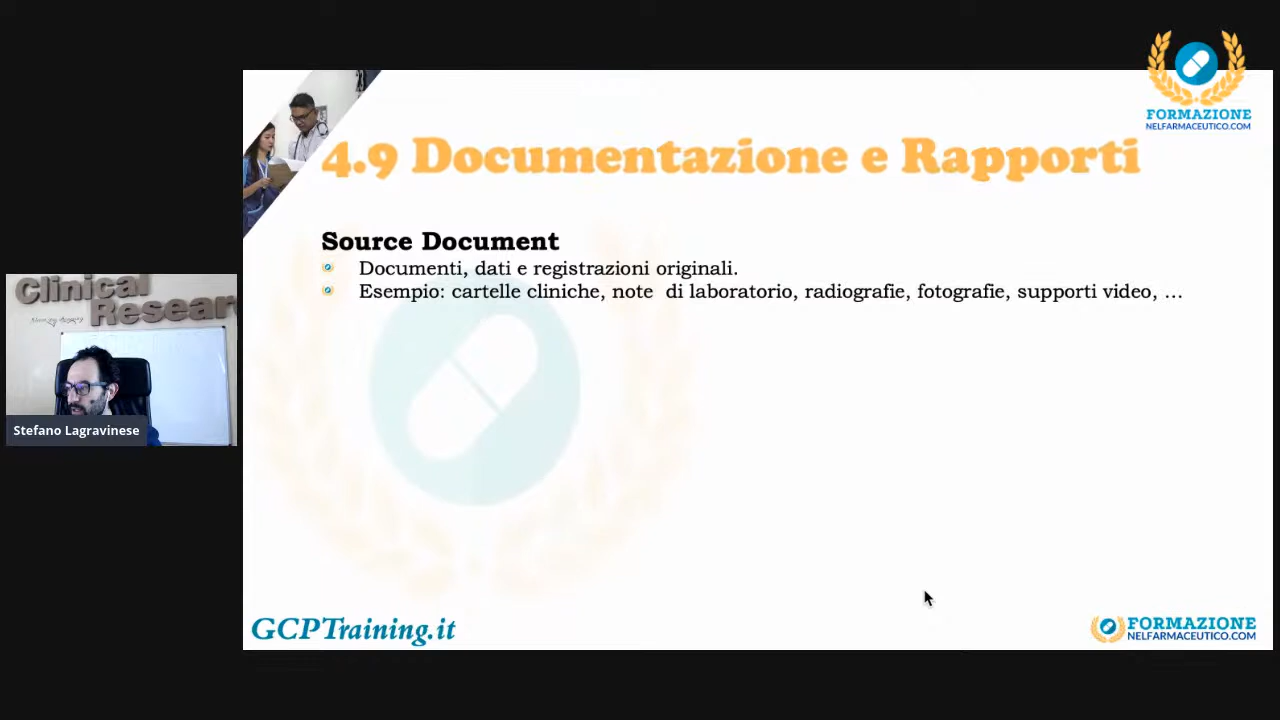 FORMAZIONE
NELFARMACEUTICO.COM
4.9 Documentazione e Rapporti
Source Document
Documenti, dati e registrazioni originali.
Esempio: cartelle cliniche, note  di laboratorio, radiografie, fotografie, supporti video, …
Clinical
Resear
Stefano Lagravinese
GCPTraining.it
FORMAZIONE
NELFARMACEUTICO.COM